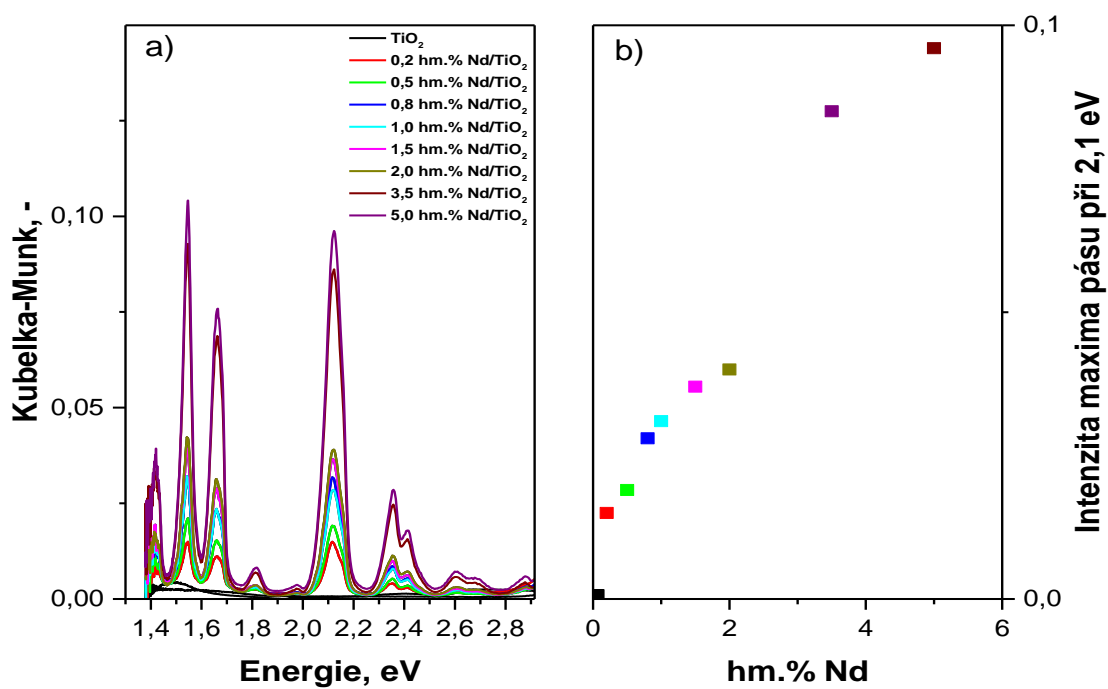 a)
TiO₂
0,2 hm.% Nd/TiO₂
0,5 hm.% Nd/TiO₂
0,8 hm.% Nd/TiO₂
1,0 hm.% Nd/TiO₂
1,5 hm.% Nd/TiO₂
2,0 hm.% Nd/TiO₂
3,5 hm.% Nd/TiO₂
5,0 hm.% Nd/TiO₂
Kubelka-Munk, -
0,10
0,05
0,00
1,4 1,6 1,8 2,0 2,2 2,4 2,6 2,8
Energie, eV
b)
0,1
0,0
Intenzita maxima pásu při 2,1 eV
0 2 4 6
hm.% Nd